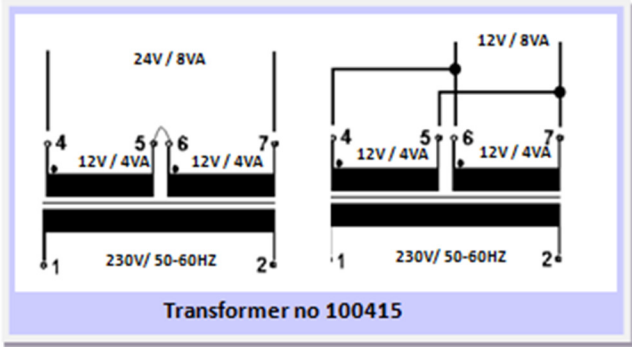 24V / 8VA
4 5 6 7
12V / 4VA 12V / 4VA
1 230V/ 50-60HZ 2
12V / 8VA
4 5 6 7
12V / 4VA 12V / 4VA
1 230V/ 50-60HZ 2
Transformer no 100415